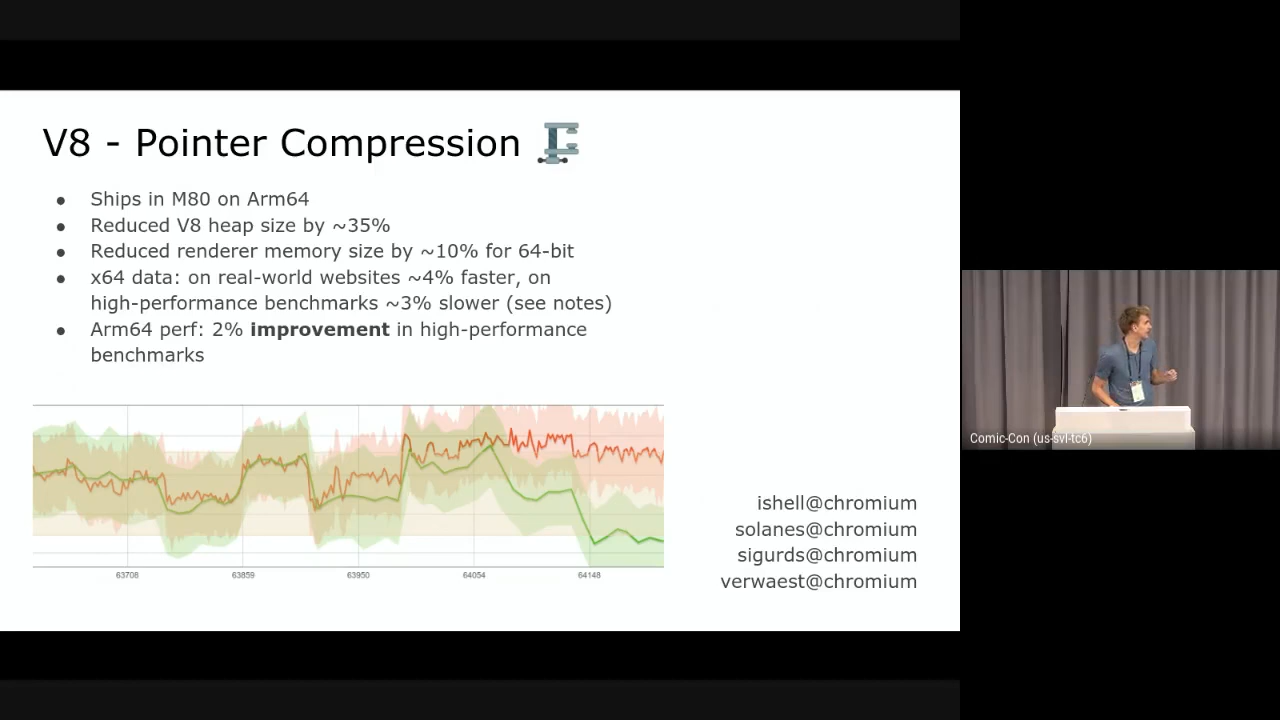 V8 - Pointer Compression
● Ships in M80 on Arm64
● Reduced V8 heap size by ~35%
● Reduced renderer memory size by ~10% for 64-bit
● x64 data: on real-world websites ~4% faster, on
high-performance benchmarks ~3% slower (see notes)
● Arm64 perf: 2% improvement in high-performance
benchmarks
63706 63859 63950 64054 64148
ishell@chromium
solanes@chromium
sigurds@chromium
verwaest@chromium
Comic-Con (us-svl-tc6)